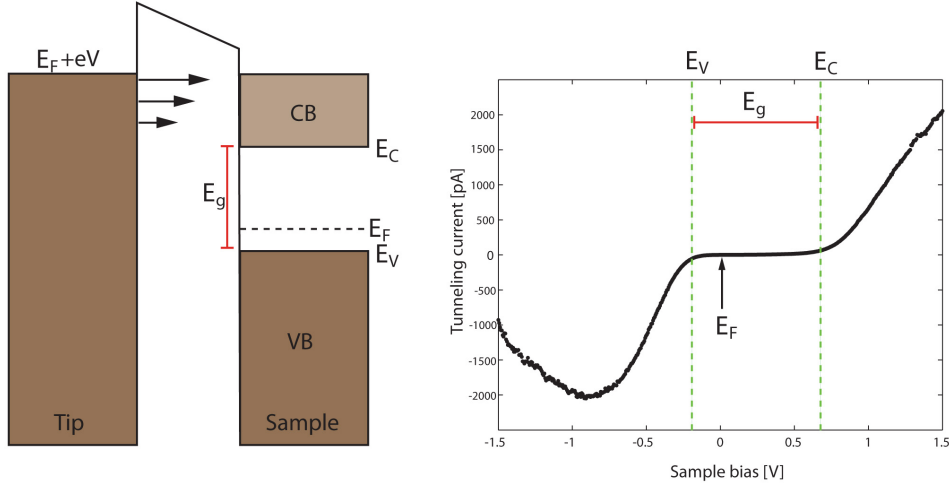 E_F+eV
CB
E_C
E_g
E_F
E_V
VB
Tip
Sample
E_V
E_C
E_g
E_F
2000
1500
1000
500
0
-500
-1000
-1500
-2000
-2500
Tunneling current [pA]
-1.5
-1
-0.5
0
0.5
1
1.5
Sample bias [V]